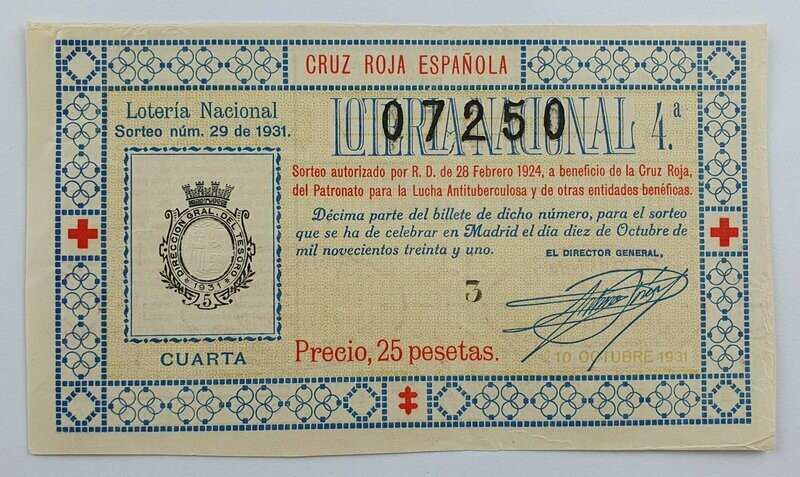 CRUZ ROJA ESPAÑOLA
Lotería Nacional
Sorteo núm. 29 de 1931.
LOTERIA NACIONAL 4.ª
07250
Sorteo autorizado por R. D. de 28 Febrero 1924, a beneficio de la Cruz Roja,
del Patronato para la Lucha Antituberculosa y de otras entidades benéficas.
Décima parte del billete de dicho número, para el sorteo
que se ha de celebrar en Madrid el día diez de Octubre de
mil novecientos treinta y uno.
EL DIRECTOR GENERAL,
DIRECCION GRAL. DEL TESORO
1931
5
3
CUARTA
Precio, 25 pesetas.
10 OCTUBRE 1931